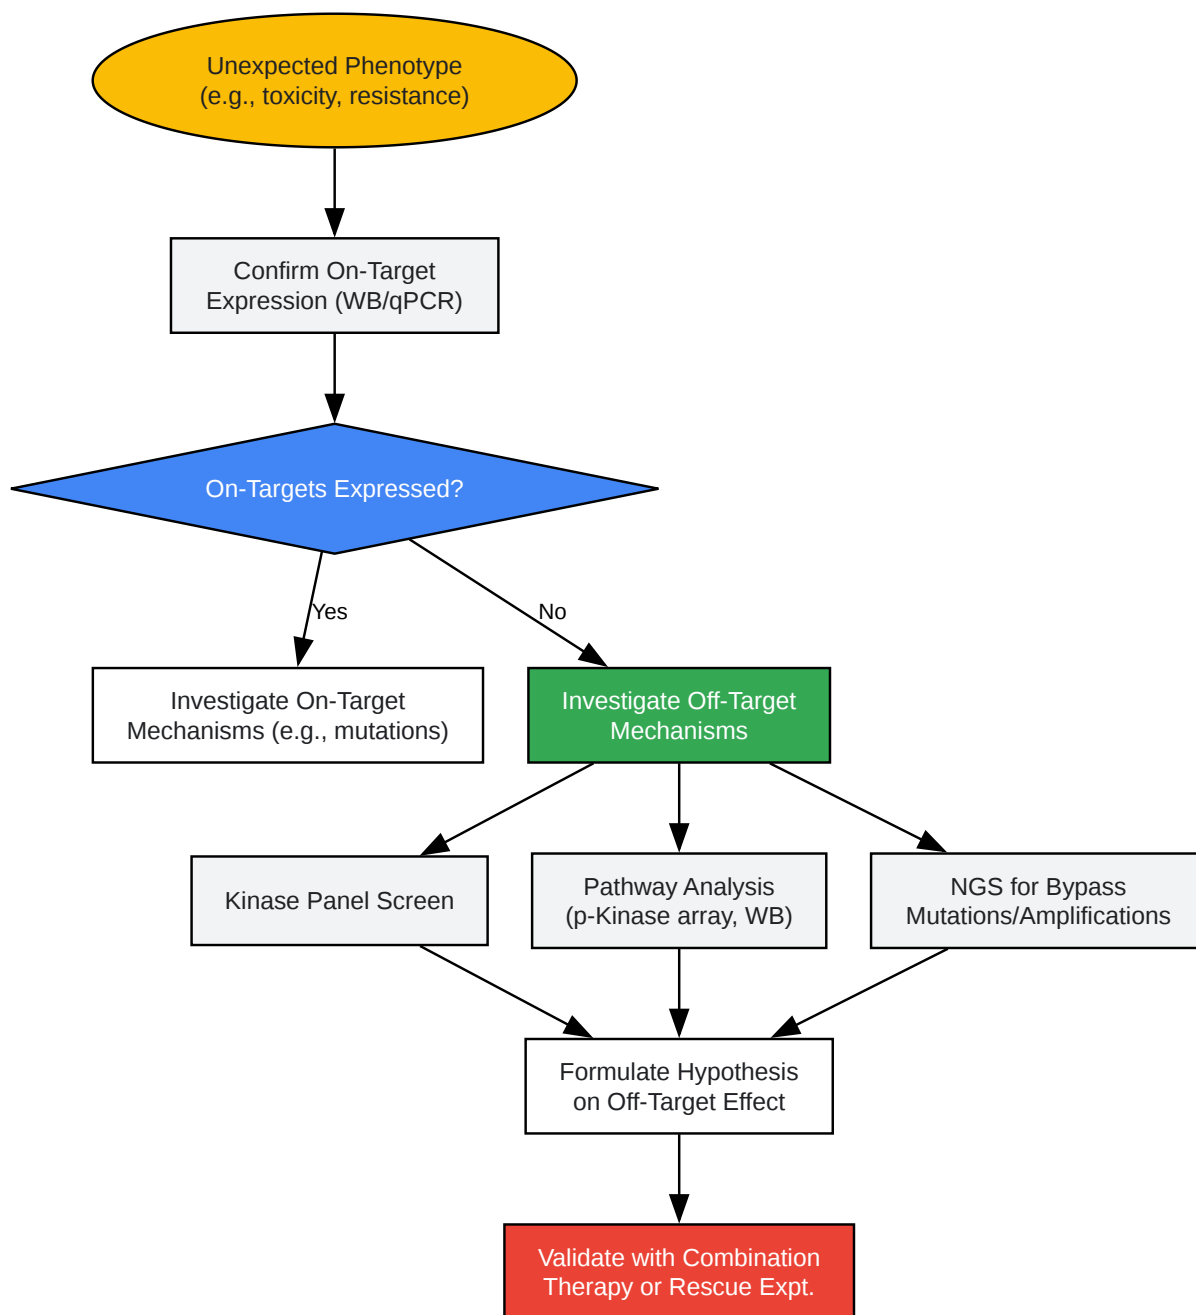 Unexpected Phenotype
(e.g., toxicity, resistance)
Confirm On-Target
Expression (WB/qPCR)
On-Targets Expressed?
Yes
No
Investigate On-Target
Mechanisms (e.g., mutations)
Investigate Off-Target
Mechanisms
Kinase Panel Screen
Pathway Analysis
(p-Kinase array, WB)
NGS for Bypass
Mutations/Amplifications
Formulate Hypothesis
on Off-Target Effect
Validate with Combination
Therapy or Rescue Expt.